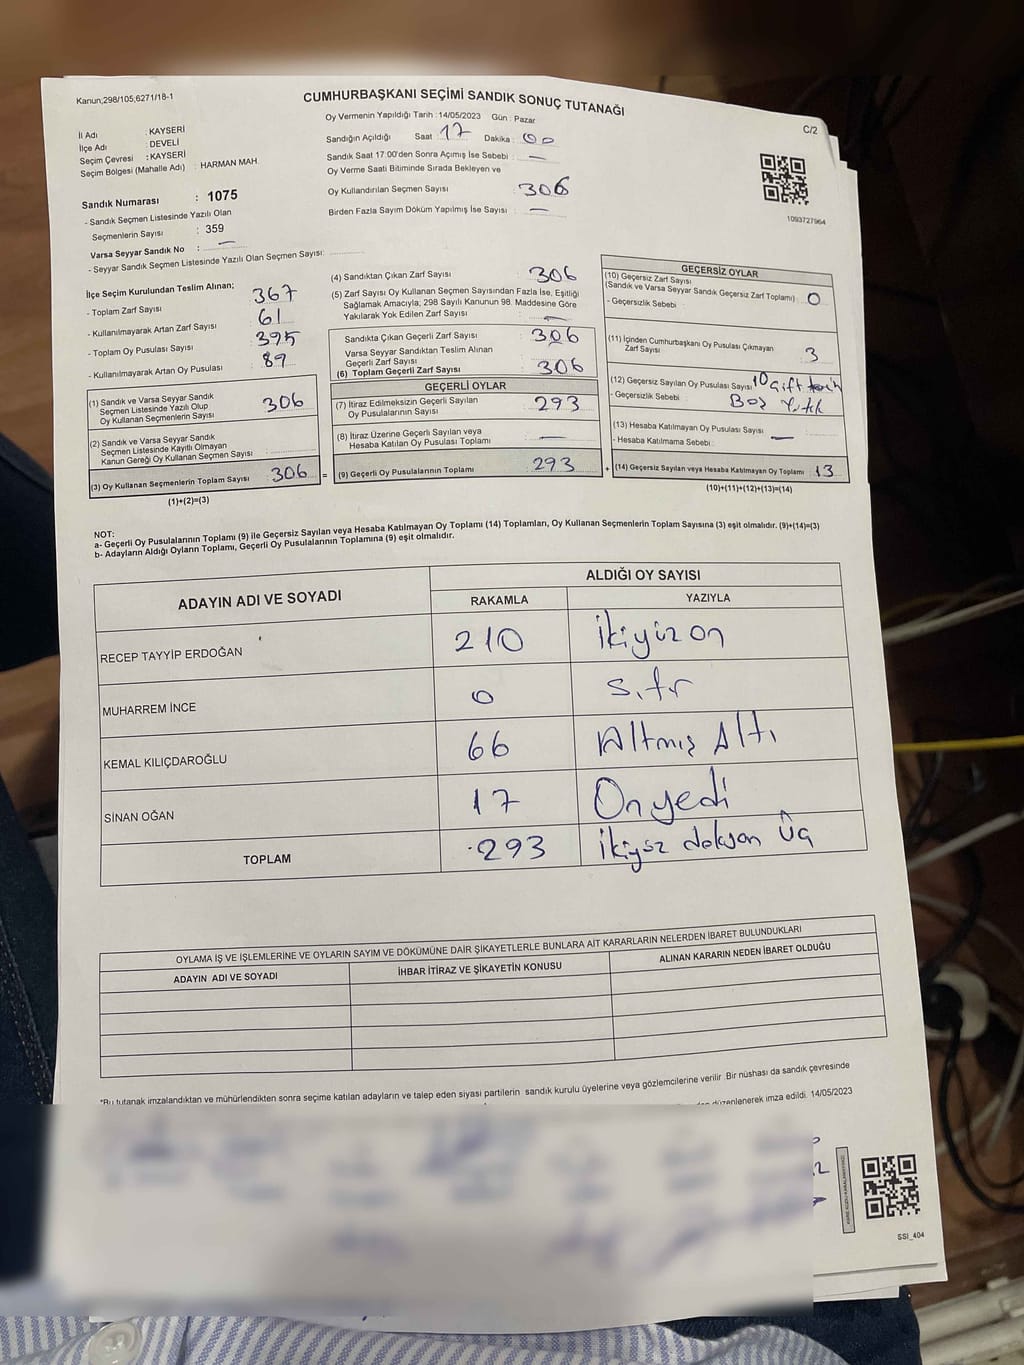 Kanun;298/105,6271/18-1
CUMHURBAŞKANI SEÇİMİ SANDIK SONUÇ TUTANAĞI
C/2
Oy Vermenin Yapıldığı Tarih :14/05/2023 Gün : Pazar
İl Adı : KAYSERİ
İlçe Adı : DEVELİ
Seçim Çevresi : KAYSERİ
Seçim Bölgesi (Mahalle Adı) : HARMAN MAH.
Sandığın Açıldığı Saat 17 Dakika : 00
Sandık Saat 17:00'den Sonra Açımış İse Sebebi : —
Oy Verme Saati Bitiminde Sırada Bekleyen ve
Oy Kullandırılan Seçmen Sayısı : 306
Birden Fazla Sayım Döküm Yapılmış İse Sayısı : —
1093727964
Sandık Numarası : 1075
- Sandık Seçmen Listesinde Yazılı Olan
Seçmenlerin Sayısı : 359
Varsa Seyyar Sandık No : —
- Seyyar Sandık Seçmen Listesinde Yazılı Olan Seçmen Sayısı:
İlçe Seçim Kurulundan Teslim Alınan;
- Toplam Zarf Sayısı 367
- Kullanılmayarak Artan Zarf Sayısı 61
- Toplam Oy Pusulası Sayısı 395
- Kullanılmayarak Artan Oy Pusulası 89
(1) Sandık ve Varsa Seyyar Sandık
Seçmen Listesinde Yazılı Olup
Oy Kullanan Seçmenlerin Sayısı 306
(2) Sandık ve Varsa Seyyar Sandık
Seçmen Listesinde Kayıtlı Olmayan
Kanun Gereği Oy Kullanan Seçmen Sayısı :
(3) Oy Kullanan Seçmenlerin Toplam Sayısı 306 =
(1)+(2)=(3)
(4) Sandıktan Çıkan Zarf Sayısı 306
(5) Zarf Sayısı Oy Kullanan Seçmen Sayısından Fazla İse, Eşitliği
Sağlamak Amacıyla; 298 Sayılı Kanunun 98. Maddesine Göre
Yakılarak Yok Edilen Zarf Sayısı : —
Sandıkta Çıkan Geçerli Zarf Sayısı 306
Varsa Seyyar Sandıktan Teslim Alınan
Geçerli Zarf Sayısı
(6) Toplam Geçerli Zarf Sayısı 306
GEÇERLİ OYLAR
(7) İtiraz Edilmeksizin Geçerli Sayılan
Oy Pusulalarının Sayısı : 293
(8) İtiraz Üzerine Geçerli Sayılan veya
Hesaba Katılan Oy Pusulası Toplamı —
(9) Geçerli Oy Pusulalarının Toplamı 293 +
GEÇERSİZ OYLAR
(10) Geçersiz Zarf Sayısı
(Sandık ve Varsa Seyyar Sandık Geçersiz Zarf Toplamı) : 0
- Geçersizlik Sebebi :
(11) İçinden Cumhurbaşkanı Oy Pusulası Çıkmayan
Zarf Sayısı 3
(12) Geçersiz Sayılan Oy Pusulası Sayısı : 10 Çift
- Geçersizlik Sebebi : Boş
(13) Hesaba Katılmayan Oy Pusulası Sayısı : —
- Hesaba Katılmama Sebebi :
(14) Geçersiz Sayılan veya Hesaba Katılmayan Oy Toplamı 13
(10)+(11)+(12)+(13)=(14)
NOT:
a- Geçerli Oy Pusulalarının Toplamı (9) ile Geçersiz Sayılan veya Hesaba Katılmayan Oy Toplamı (14) Toplamları, Oy Kullanan Seçmenlerin Toplam Sayısına (3) eşit olmalıdır. (9)+(14)=(3)
b- Adayların Aldığı Oyların Toplamı, Geçerli Oy Pusulalarının Toplamına (9) eşit olmalıdır.
ADAYIN ADI VE SOYADI
ALDIĞI OY SAYISI
RAKAMLA YAZIYLA
RECEP TAYYİP ERDOĞAN 210 ikiyüz on
MUHARREM İNCE 0 sıfır
KEMAL KILIÇDAROĞLU 66 Altmış Altı
SİNAN OĞAN 17 Onyedi
TOPLAM 293 ikiyüz doksan üç
OYLAMA İŞ VE İŞLEMLERİNE VE OYLARIN SAYIM VE DÖKÜMÜNE DAİR ŞİKAYETLERLE BUNLARA AİT KARARLARIN NELERDEN İBARET BULUNDUKLARI
ADAYIN ADI VE SOYADI İHBAR İTİRAZ VE ŞİKAYETİN KONUSU ALINAN KARARIN NEDEN İBARET OLDUĞU
*Bu tutanak imzalandıktan ve mühürlendikten sonra seçime katılan adayların ve talep eden siyasi partilerin sandık kurulu üyelerine veya gözlemcilerine verilir. Bir nüshası da sandık çevresinde
düzenlenerek imza edildi. 14/05/2023
SSI_404